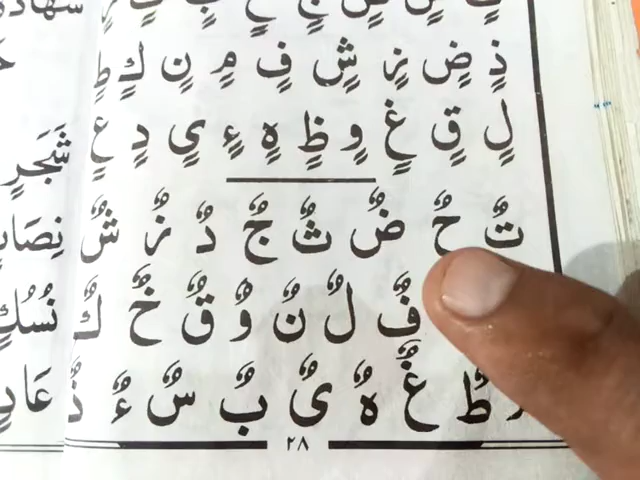 ذٍ ضٍ زٍ شٍ فٍ مٍ نٍ كٍ طٍ
لٍ قٍ غٍ وٍ ظٍ هٍ ءٍ يٍ دٍ عٍ
تٌ حٌ ضٌ ثٌ جٌ دٌ زٌ شٌ
فٌ لٌ نٌ وٌ قٌ خٌ كٌ
طٌ غٌ هٌ ىٌ بٌ سٌ ءٌ ذٌ
٢٨
شَجَرٍ
نُسُكٍ